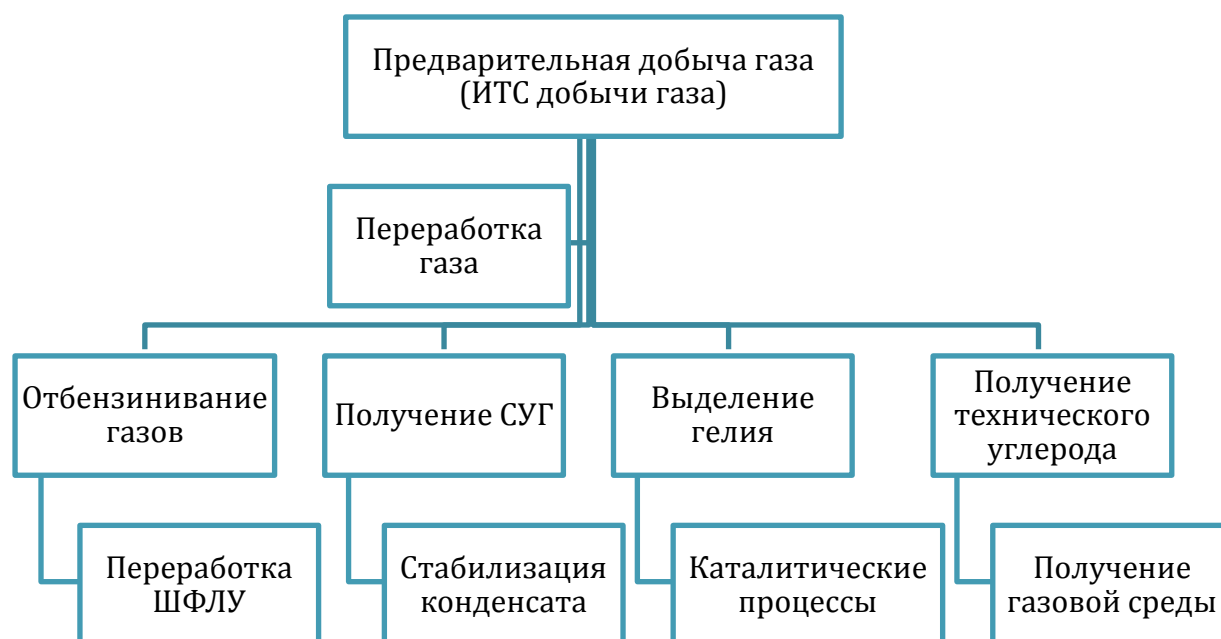 Предварительная добыча газа
(ИТС добычи газа)
Переработка
газа
Отбензинивание
газов
Получение СУГ
Выделение
гелия
Получение
технического
углерода
Переработка
ШФЛУ
Стабилизация
конденсата
Каталитические
процессы
Получение
газовой среды